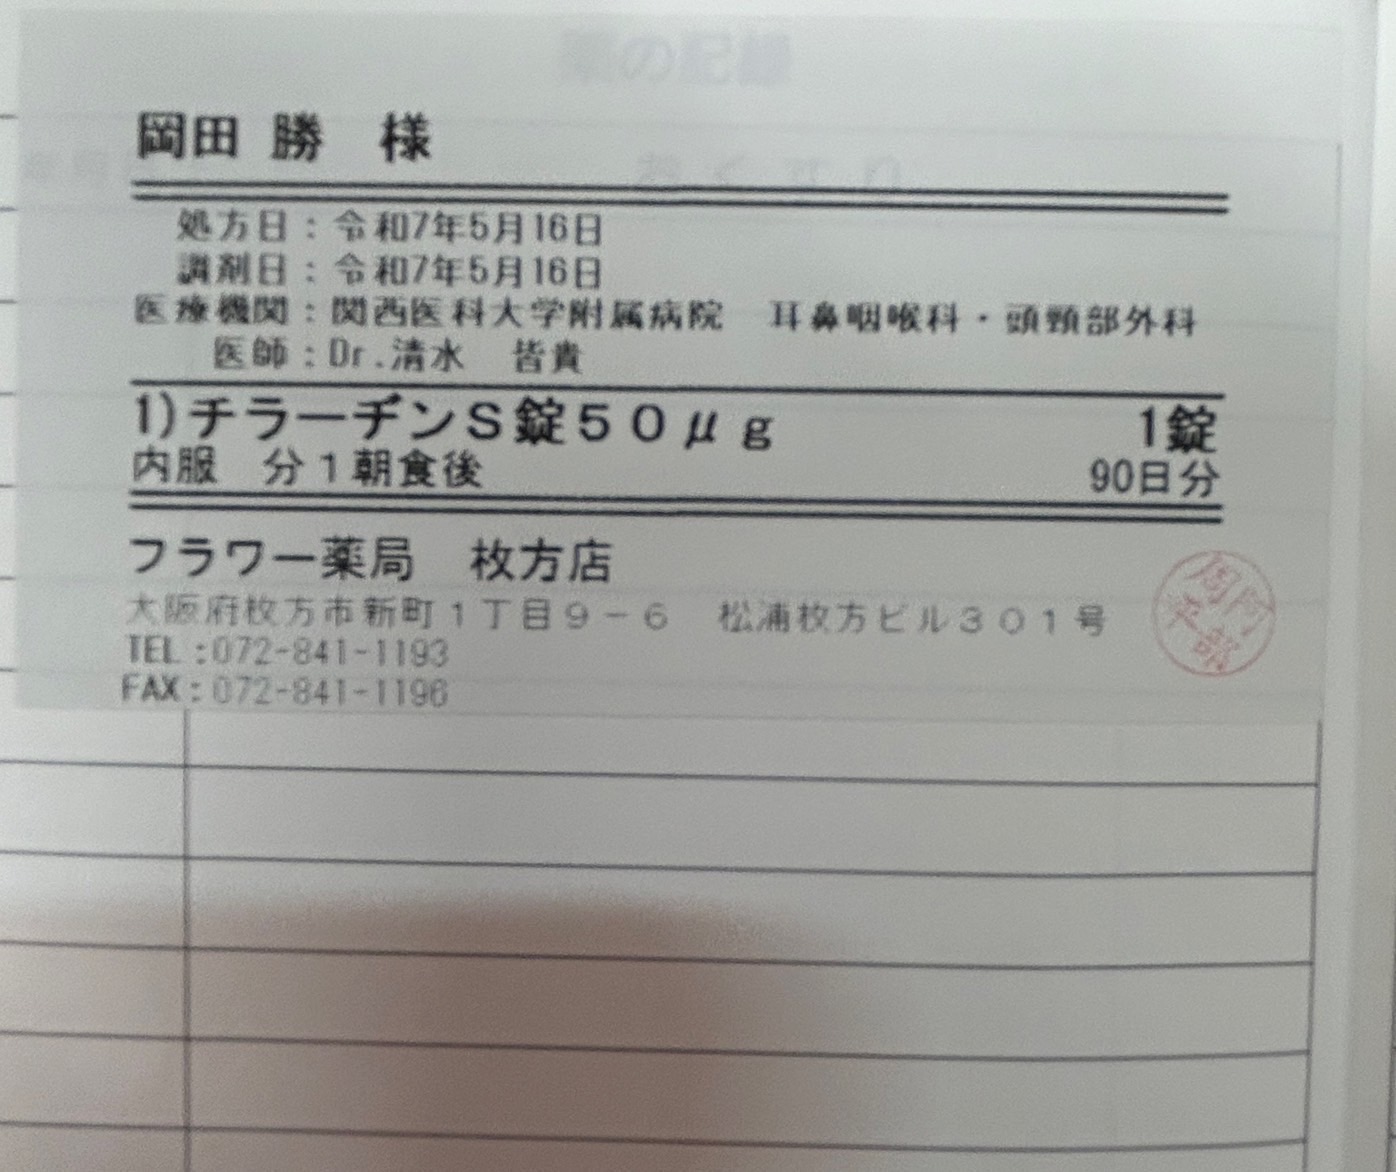 岡田 勝 様
処方日：令和7年5月16日
調剤日：令和7年5月16日
医療機関：関西医科大学附属病院 耳鼻咽喉科・頭頸部外科
医師：Dr.清水 皆貴
1)チラーヂンS錠50μg 1錠
内服 分1朝食後 90日分
フラワー薬局 枚方店
大阪府枚方市新町1丁目9-6 松浦枚方ビル301号
TEL:072-841-1193
FAX:072-841-1196